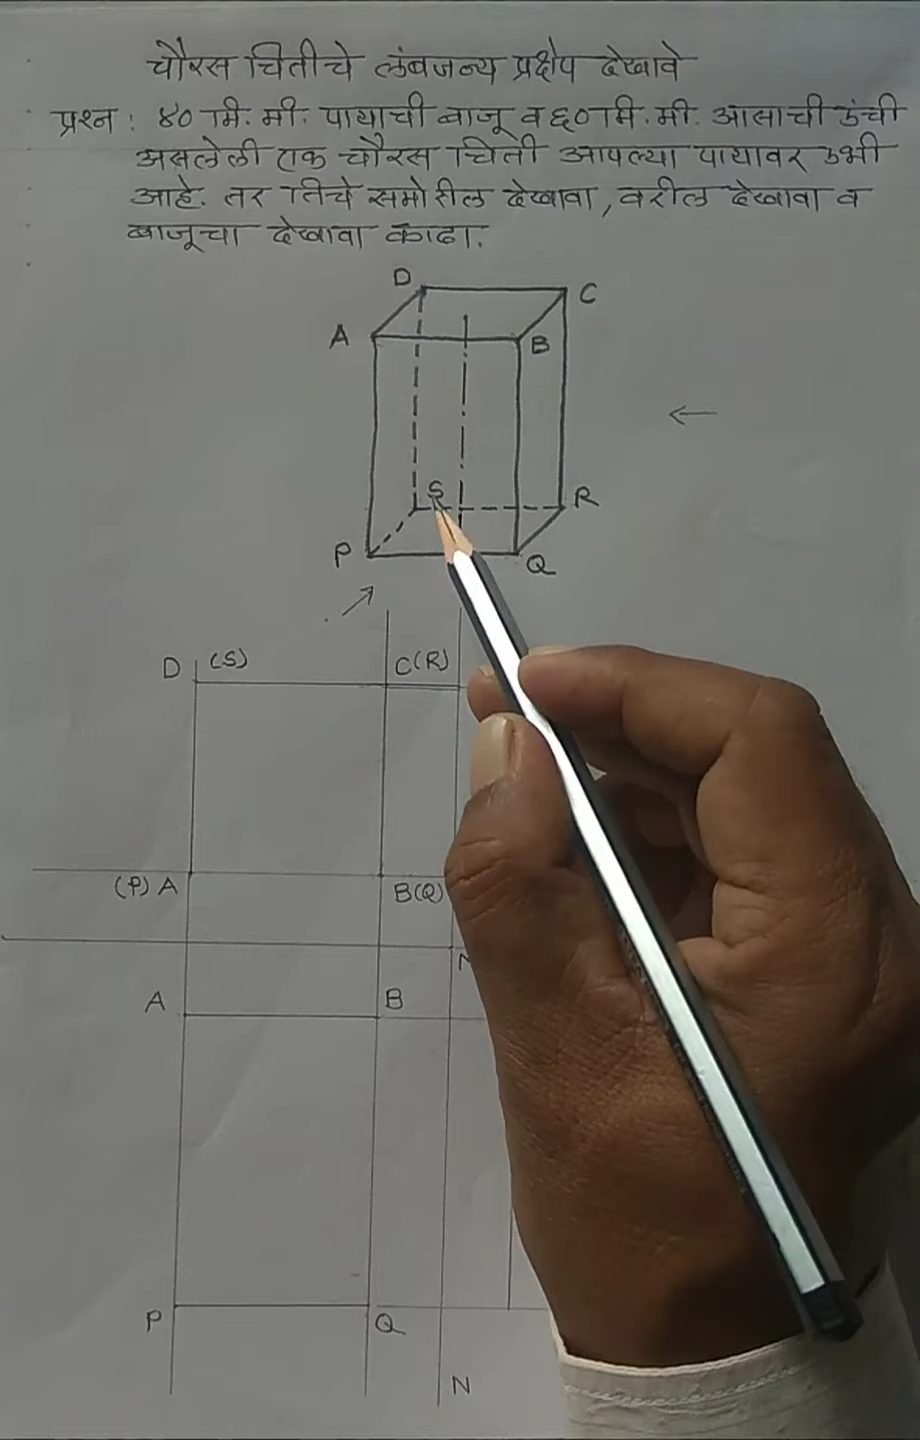 चौरस चितीचे लंबजन्य प्रक्षेप देखावे
प्रश्न : ४० मि. मी. पायाची बाजू व ६० मि. मी. आसाची उंची
असलेली एक चौरस चिती आपल्या पायावर उभी
आहे. तर तिचे समोरील देखावा, वरील देखावा व
बाजूचा देखावा काढा.
D
C
A
B
S
R
P
Q
D (S)
C(R)
(P) A
B(Q)
A
B
P
Q
N